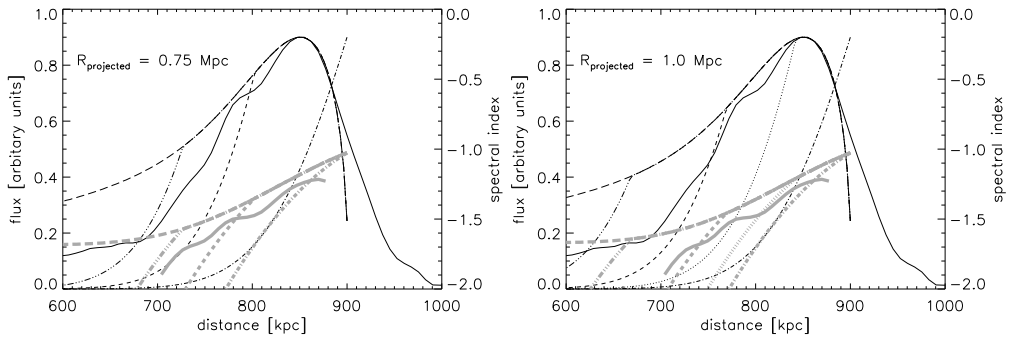 1.0
0.8
0.6
0.4
0.2
0.0
flux [arbitary units]
R_projected = 0.75 Mpc
0.0
−0.5
−1.0
−1.5
−2.0
spectral index
600 700 800 900 1000
distance [kpc]
1.0
0.8
0.6
0.4
0.2
0.0
flux [arbitary units]
R_projected = 1.0 Mpc
0.0
−0.5
−1.0
−1.5
−2.0
spectral index
600 700 800 900 1000
distance [kpc]